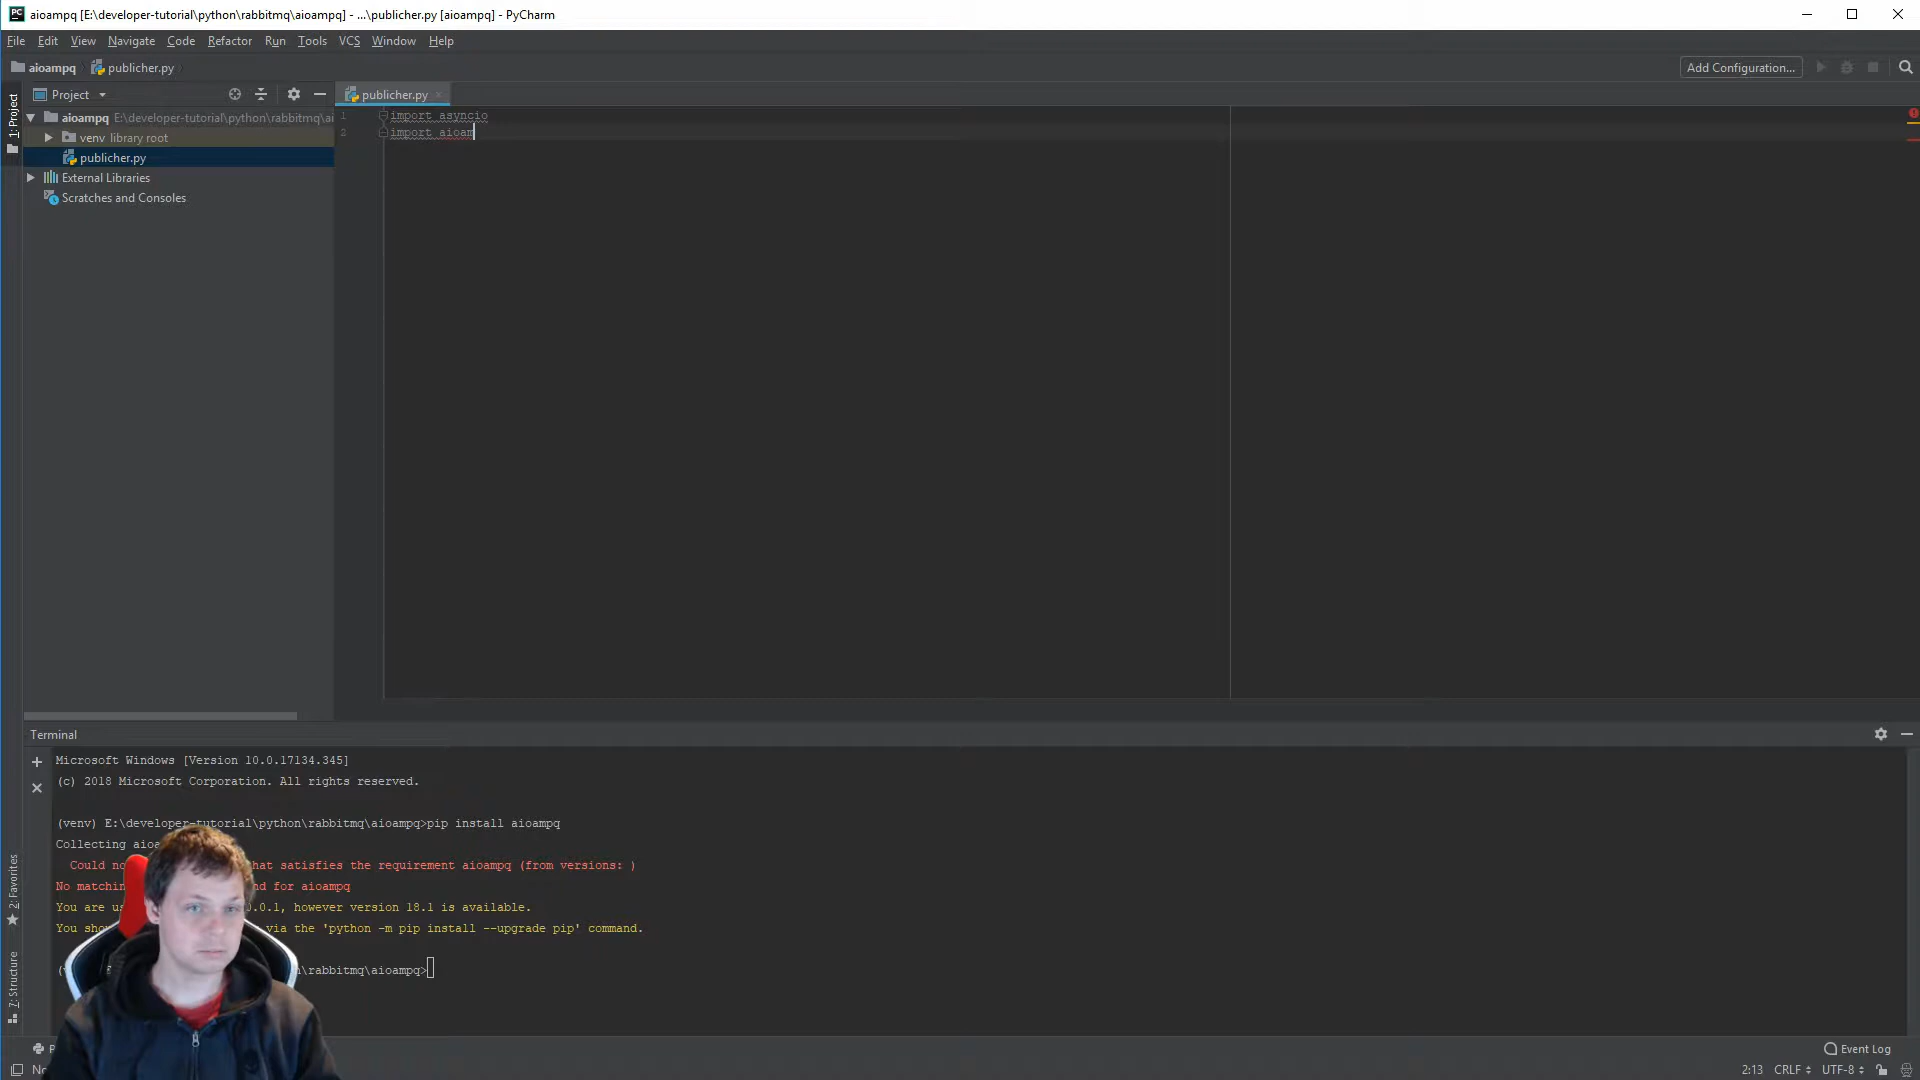 aioampq [E:\developer-tutorial\python\rabbitmq\aioampq] - ...\publicher.py [aioampq] - PyCharm
File Edit View Navigate Code Refactor Run Tools VCS Window Help
aioampq publicher.py Add Configuration...
1: Project
Project
publicher.py
aioampq E:\developer-tutorial\python\rabbitmq\ai
venv library root
publicher.py
External Libraries
Scratches and Consoles
1 import asyncio
2 import aioam
Terminal
Microsoft Windows [Version 10.0.17134.345]
(c) 2018 Microsoft Corporation. All rights reserved.
(venv) E:\developer-tutorial\python\rabbitmq\aioampq>pip install aioampq
Collecting
Could that satisfies the requirement aioampq (from versions: )
No matchin for aioampq
You are 0.1, however version 18.1 is available.
You via the 'python -m pip install --upgrade pip' command.
\rabbitmq\aioampq>
2: Favorites
7: Structure
Event Log
2:13 CRLF UTF-8